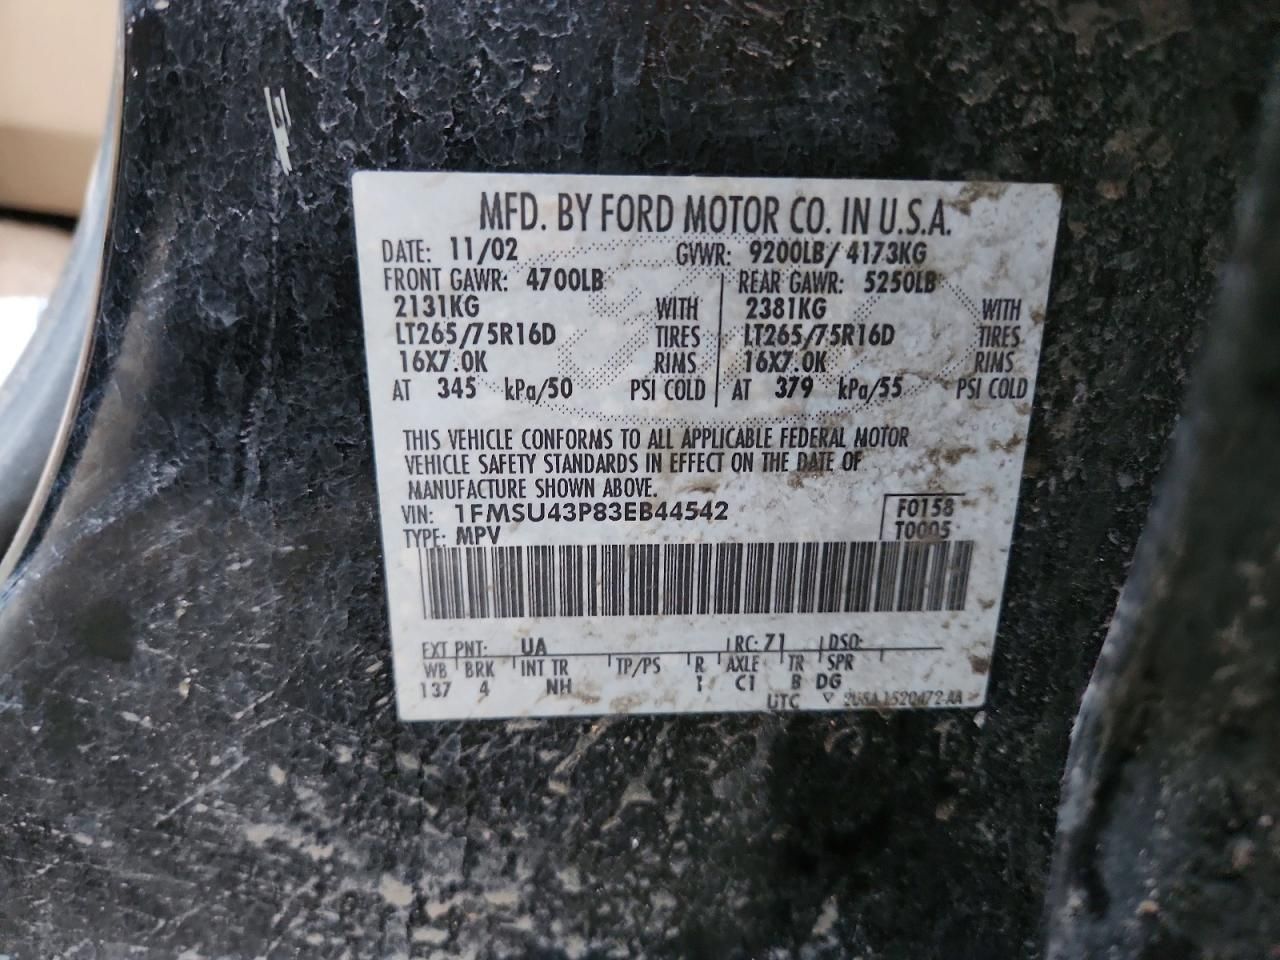 MFD. BY FORD MOTOR CO. IN U.S.A.
DATE: 11/02 GVWR: 9200LB/ 4173KG
FRONT GAWR: 4700LB REAR GAWR: 5250LB
2131KG WITH 2381KG WITH
LT265/75R16D TIRES LT265/75R16D TIRES
16X7.0K RIMS 16X7.0K RIMS
AT 345 kPa/50 PSI COLD AT 379 kPa/55 PSI COLD
THIS VEHICLE CONFORMS TO ALL APPLICABLE FEDERAL MOTOR
VEHICLE SAFETY STANDARDS IN EFFECT ON THE DATE OF
MANUFACTURE SHOWN ABOVE.
VIN: 1FMSU43P83EB44542 F0158
TYPE: MPV T0005
EXT PNT: UA RC: 71 DSO:
WB BRK INT TR TP/PS R AXLE TR SPR
137 4 NH 1 C1 B DG
UTC